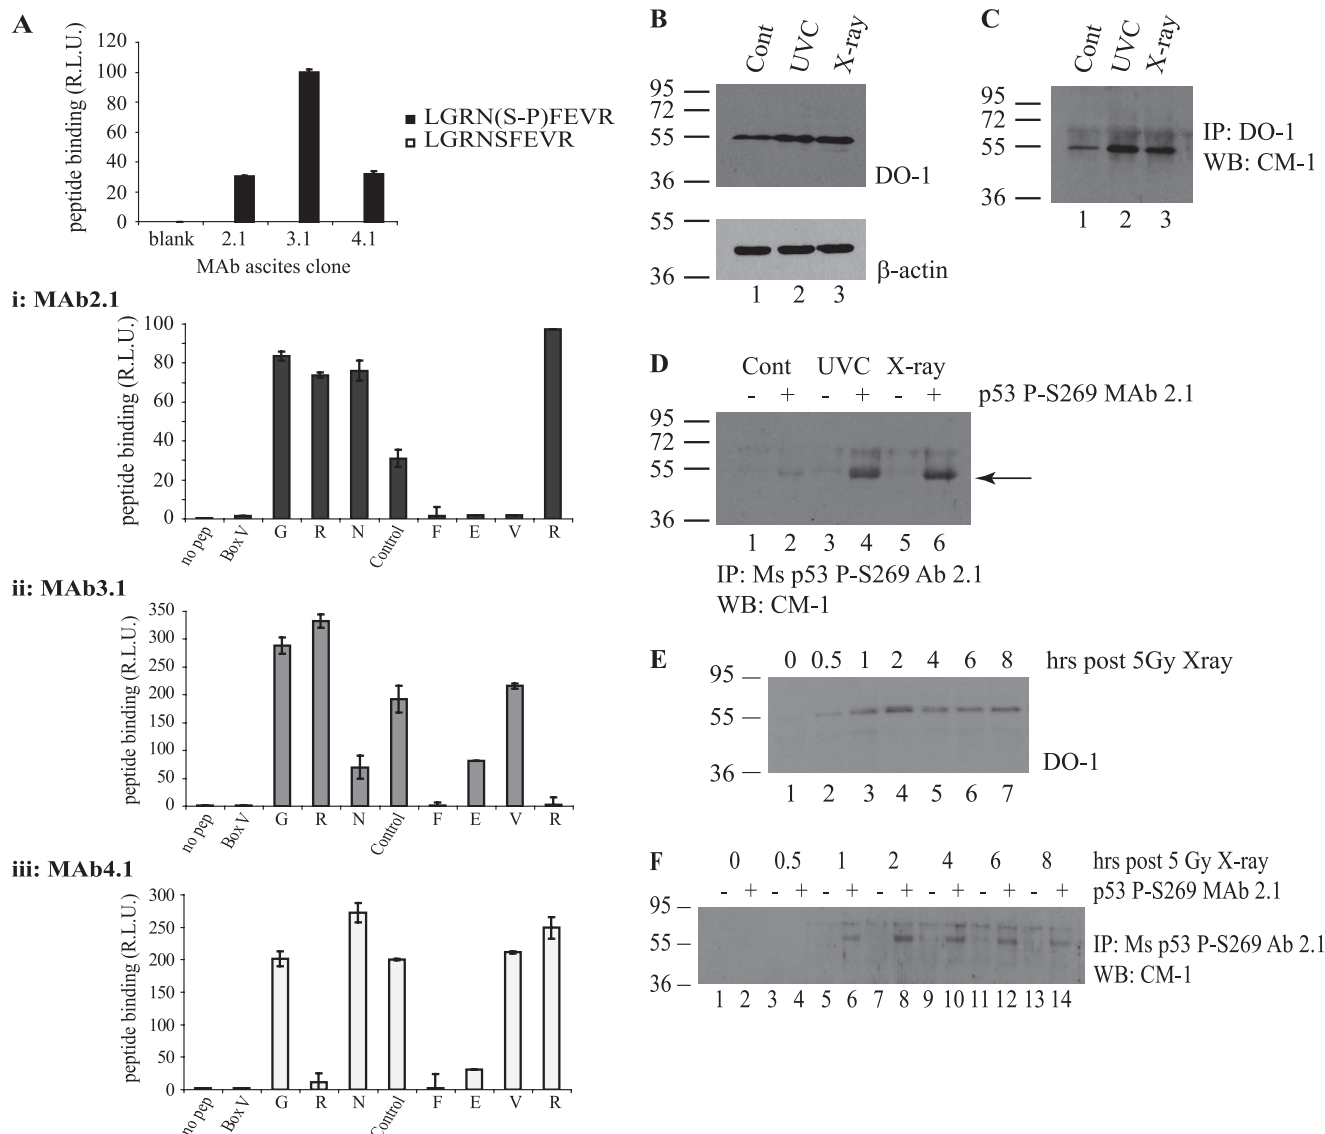 A
peptide binding (R.L.U.)
120
100
80
60
40
20
0
blank 2.1 3.1 4.1
MAb ascites clone
LGRN(S-P)FEVR
LGRNSFEVR
i: MAb2.1
peptide binding (R.L.U.)
100
80
60
40
20
0
no pep Box V G R N Control F E V R
ii: MAb3.1
peptide binding (R.L.U.)
350
300
250
200
150
100
50
0
no pep Box V G R N Control F E V R
iii: MAb4.1
peptide binding (R.L.U.)
300
250
200
150
100
50
0
no pep Box V G R N Control F E V R
B
Cont UVC X-ray
95
72
55
36
DO-1
55
36
β-actin
1 2 3
C
Cont UVC X-ray
95
72
55
36
IP: DO-1
WB: CM-1
1 2 3
D
Cont UVC X-ray
- + - + - + p53 P-S269 MAb 2.1
95
72
55
36
1 2 3 4 5 6
IP: Ms p53 P-S269 Ab 2.1
WB: CM-1
E
0 0.5 1 2 4 6 8 hrs post 5Gy Xray
95
55
36
DO-1
1 2 3 4 5 6 7
F
0 0.5 1 2 4 6 8 hrs post 5 Gy X-ray
- + - + - + - + - + - + - + p53 P-S269 MAb 2.1
95
55
36
IP: Ms p53 P-S269 Ab 2.1
WB: CM-1
1 2 3 4 5 6 7 8 9 10 11 12 13 14